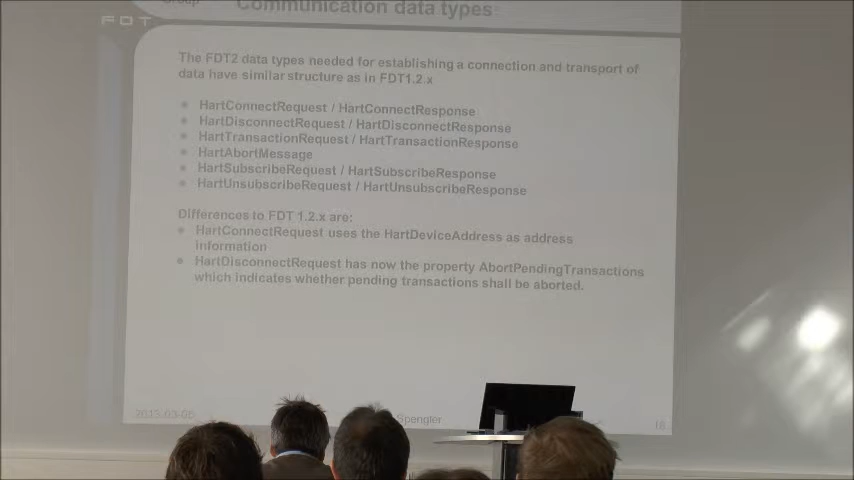 Group
Communication data types
FDT
The FDT2 data types needed for establishing a connection and transport of
data have similar structure as in FDT1.2.x
HartConnectRequest / HartConnectResponse
HartDisconnectRequest / HartDisconnectResponse
HartTransactionRequest / HartTransactionResponse
HartAbortMessage
HartSubscribeRequest / HartSubscribeResponse
HartUnsubscribeRequest / HartUnsubscribeResponse
Differences to FDT 1.2.x are:
HartConnectRequest uses the HartDeviceAddress as address
information
HartDisconnectRequest has now the property AbortPendingTransactions
which indicates whether pending transactions shall be aborted.
Spengler